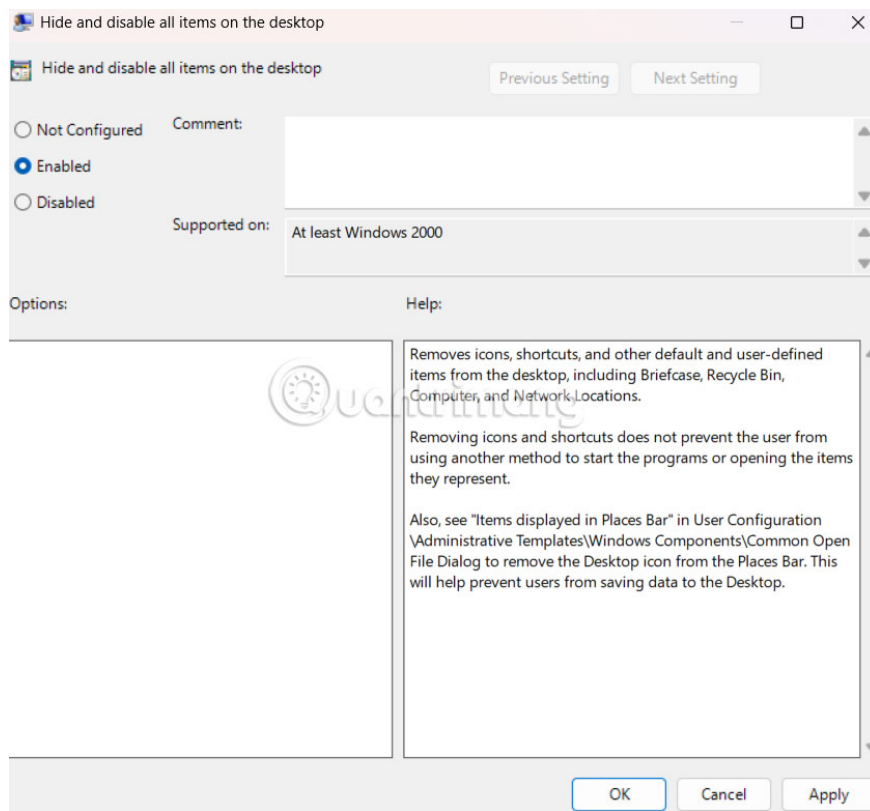 Hide and disable all items on the desktop
Hide and disable all items on the desktop
Previous Setting
Next Setting
Not Configured
Comment:
Enabled
Disabled
Supported on:
At least Windows 2000
Options:
Help:
Removes icons, shortcuts, and other default and user-defined
items from the desktop, including Briefcase, Recycle Bin,
Computer, and Network Locations.
Removing icons and shortcuts does not prevent the user from
using another method to start the programs or opening the items
they represent.
Also, see "Items displayed in Places Bar" in User Configuration
\Administrative Templates\Windows Components\Common Open
File Dialog to remove the Desktop icon from the Places Bar. This
will help prevent users from saving data to the Desktop.
Quantrimang
OK
Cancel
Apply